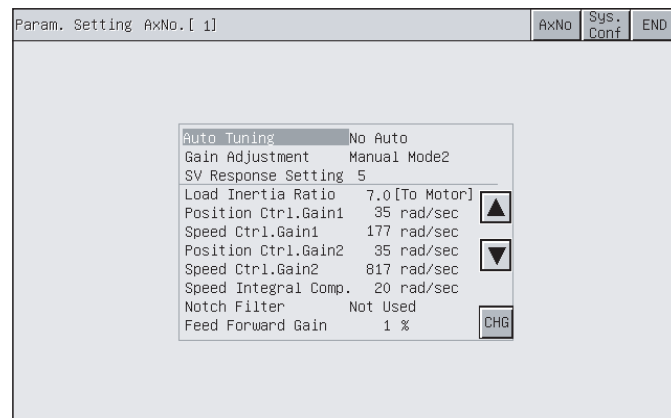 Param. Setting AxNo.[ 1] AxNo Sys. Conf END
Auto Tuning No Auto
Gain Adjustment Manual Mode2
SV Response Setting 5
Load Inertia Ratio 7.0[To Motor]
Position Ctrl.Gain1 35 rad/sec
Speed Ctrl.Gain1 177 rad/sec
Position Ctrl.Gain2 35 rad/sec
Speed Ctrl.Gain2 817 rad/sec
Speed Integral Comp. 20 rad/sec
Notch Filter Not Used
Feed Forward Gain 1 % CHG